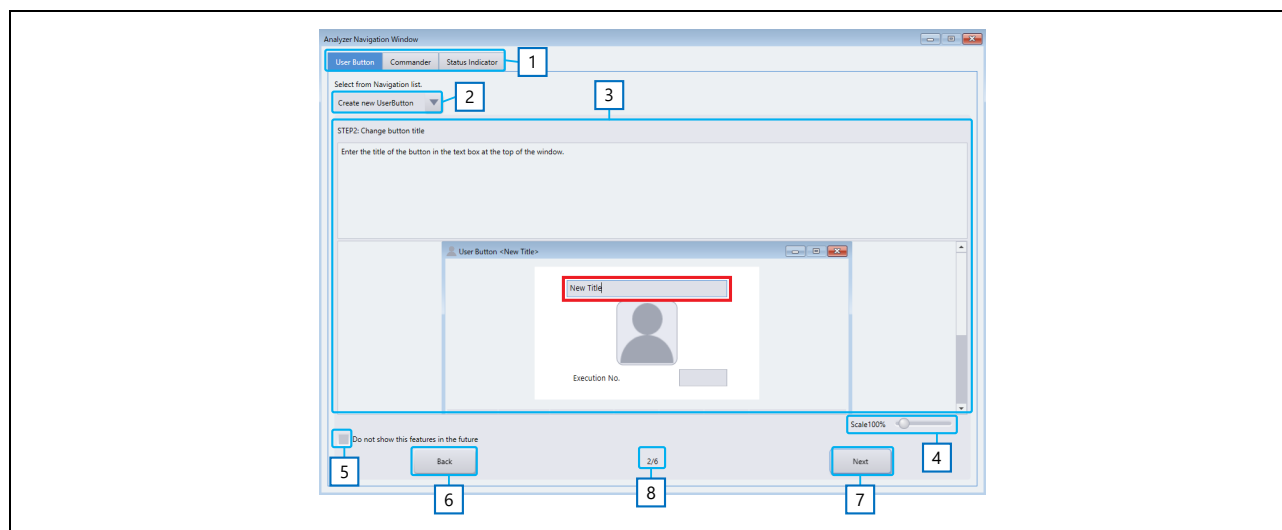 Analyzer Navigation Window
User Button Commander Status Indicator
1
Select from Navigation list.
Create new UserButton
2
3
STEP2: Change button title
Enter the title of the button in the text box at the top of the window.
User Button <New Title>
New Title
Execution No.
Scale100%
4
Do not show this features in the future
5
Back
2/6
Next
6
8
7